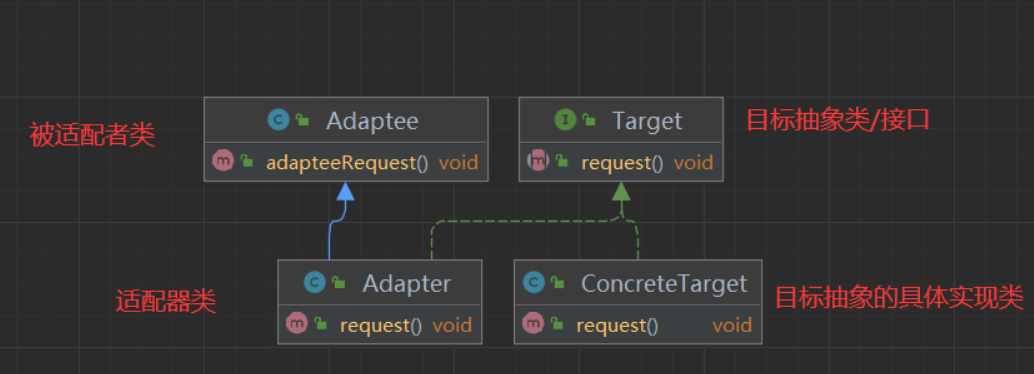 被适配者类
C Adaptee
m adapteeRequest() void
I Target
m request() void
目标抽象类/接口
适配器类
C Adapter
m request() void
C ConcreteTarget
m request() void
目标抽象的具体实现类